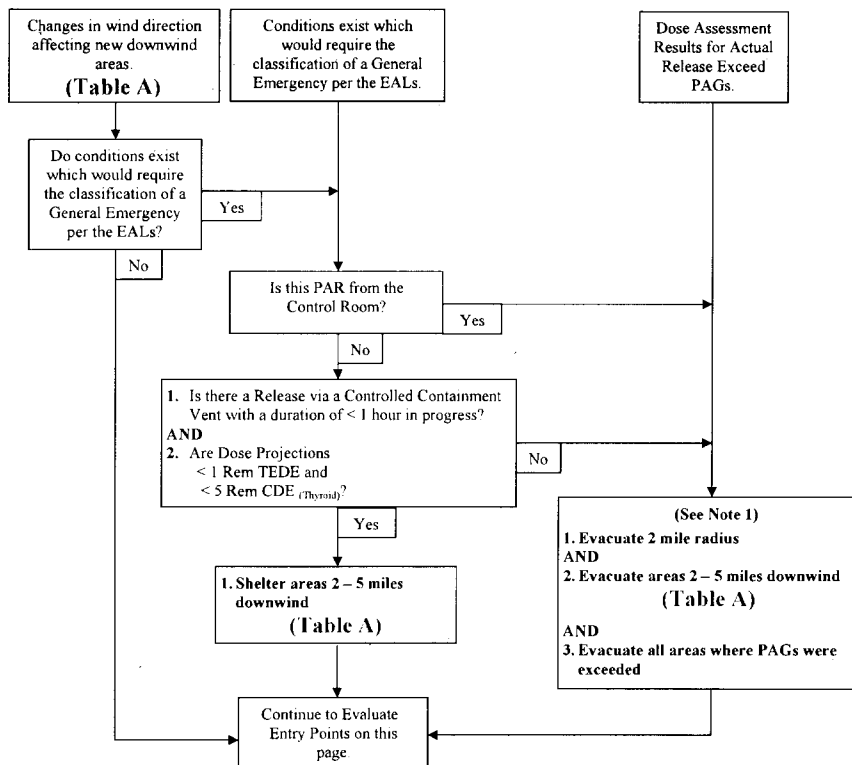 Changes in wind direction
affecting new downwind
areas.
(Table A)
Conditions exist which
would require the
classification of a General
Emergency per the EALs.
Dose Assessment
Results for Actual
Release Exceed
PAGs.
Do conditions exist
which would require
the classification of a
General Emergency
per the EALs?
Yes
No
Is this PAR from the
Control Room?
Yes
No
1. Is there a Release via a Controlled Containment
Vent with a duration of < 1 hour in progress?
AND
2. Are Dose Projections
< 1 Rem TEDE and
< 5 Rem CDE (Thyroid)?
No
Yes
(See Note 1)
1. Evacuate 2 mile radius
AND
2. Evacuate areas 2 – 5 miles downwind
(Table A)
AND
3. Evacuate all areas where PAGs were
exceeded
1. Shelter areas 2 – 5 miles
downwind
(Table A)
Continue to Evaluate
Entry Points on this
page